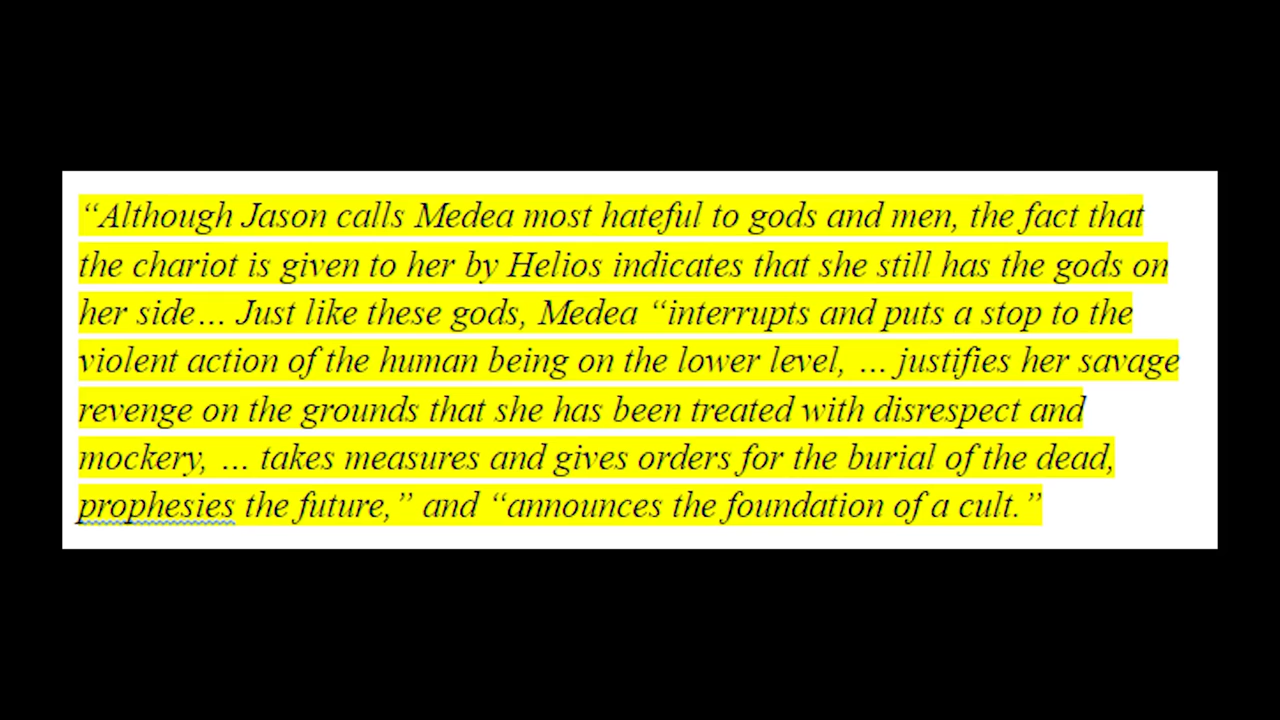 “Although Jason calls Medea most hateful to gods and men, the fact that
the chariot is given to her by Helios indicates that she still has the gods on
her side… Just like these gods, Medea “interrupts and puts a stop to the
violent action of the human being on the lower level, … justifies her savage
revenge on the grounds that she has been treated with disrespect and
mockery, … takes measures and gives orders for the burial of the dead,
prophesies the future,” and “announces the foundation of a cult.”